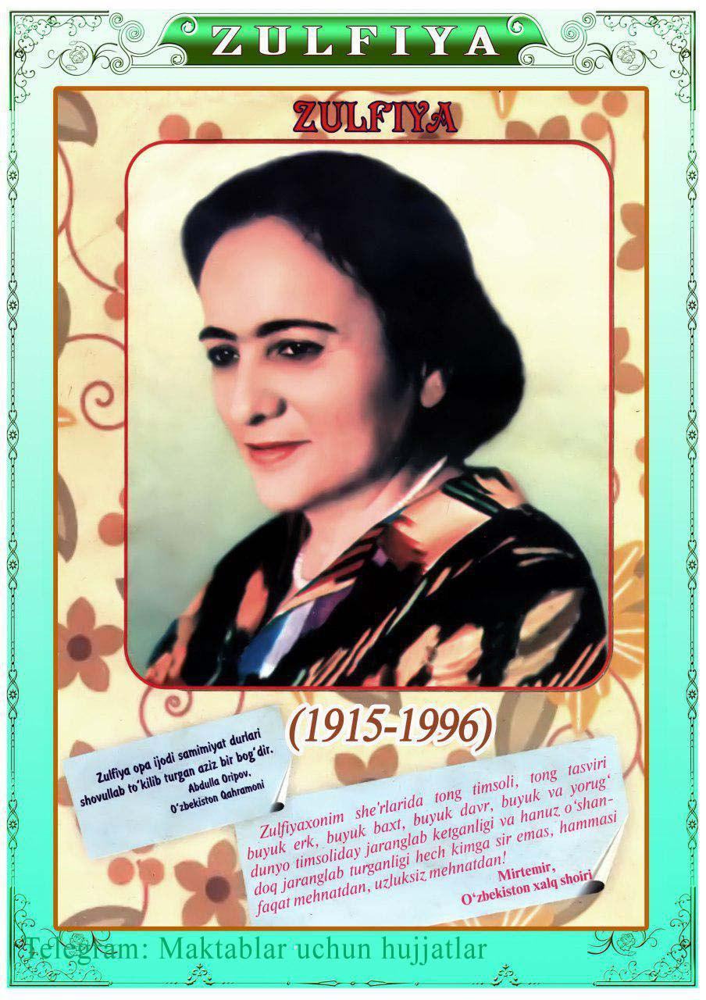 ZULFIYA
ZULFIYA
(1915-1996)
Zulfiya opa ijodi samimiyat durlari
shovullab to‘kilib turgan aziz bir bog‘dir.
Abdulla Oripov,
O‘zbekiston Qahramoni
Zulfiyaxonim she'rlarida tong timsoli, tong tasviri
buyuk erk, buyuk baxt, buyuk davr, buyuk va yorug‘
dunyo timsoliday jaranglab ketganligi va hanuz o‘shan-
doq jaranglab turganligi hech kimga sir emas, hammasi
faqat mehnatdan, uzluksiz mehnatdan!
Mirtemir,
O‘zbekiston xalq shoiri
Telegram: Maktablar uchun hujjatlar